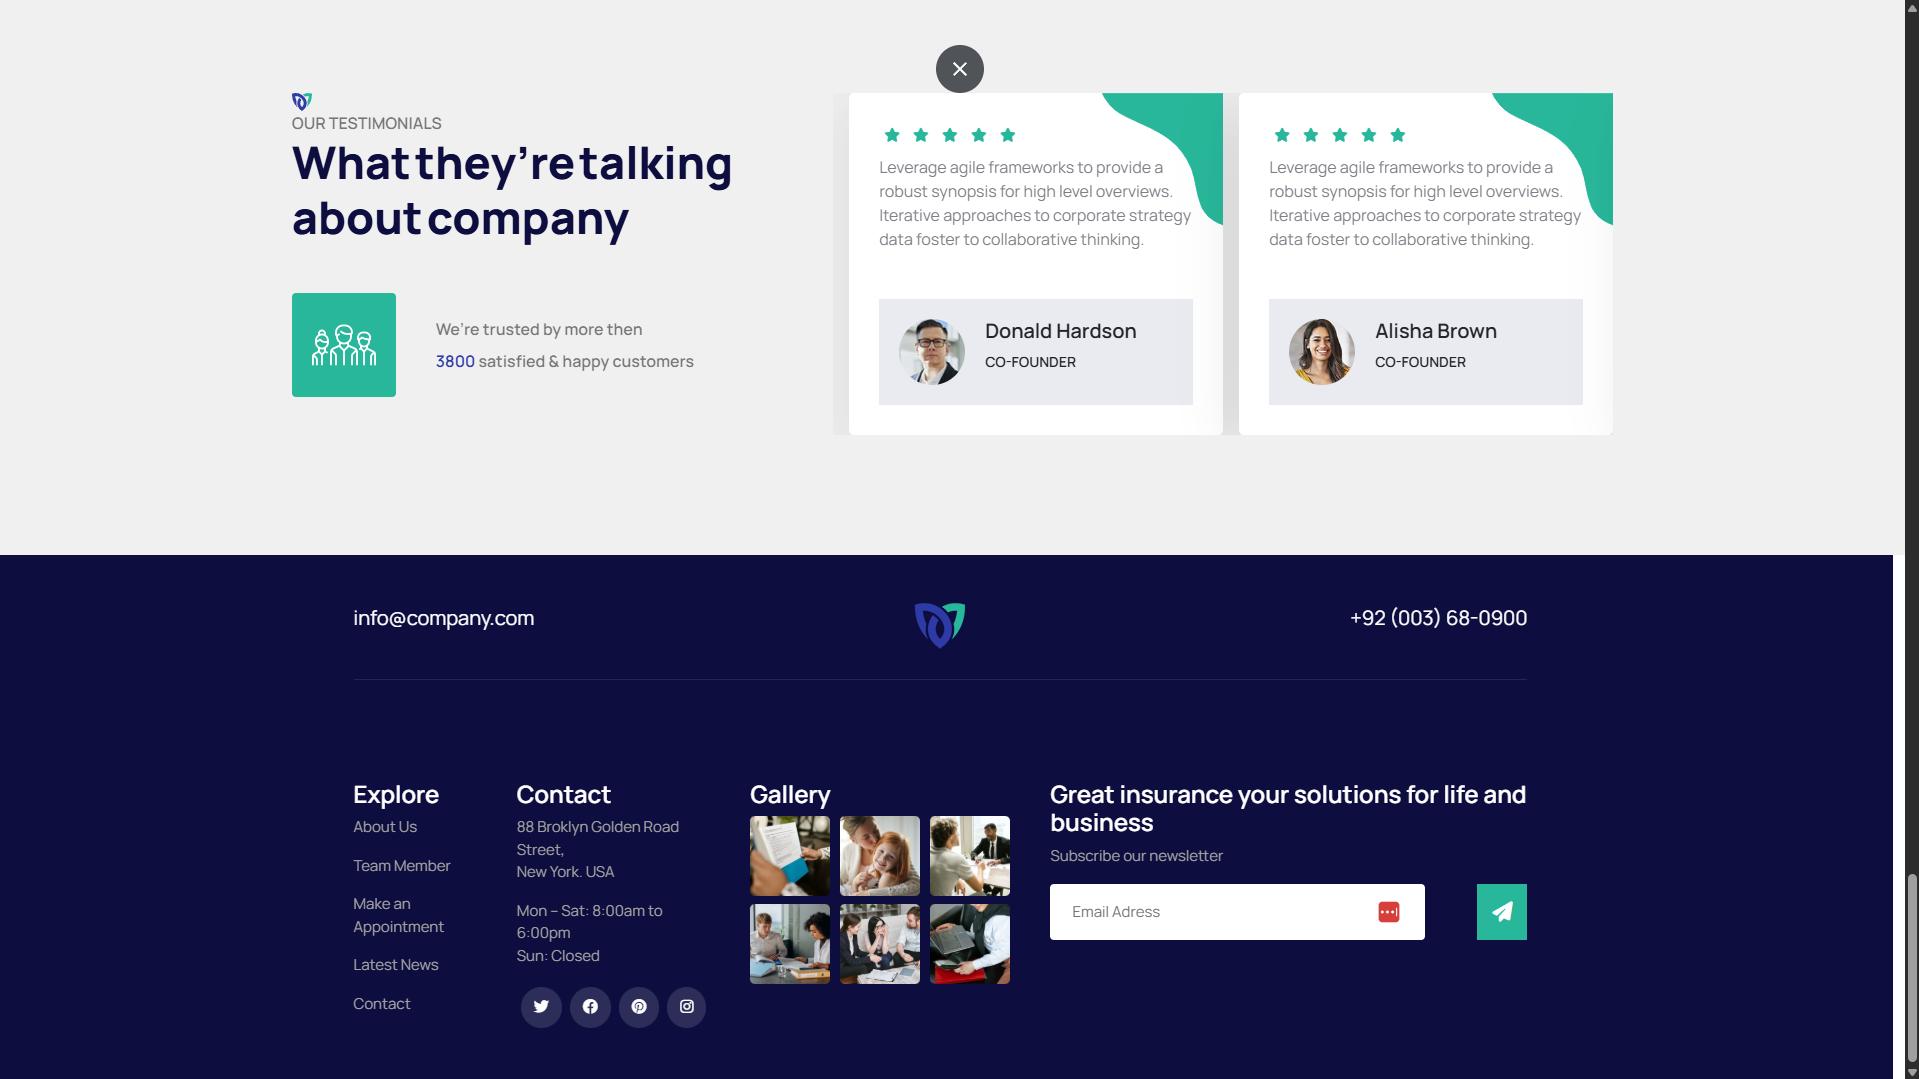 OUR TESTIMONIALS
What they're talking
about company
We're trusted by more then
3800 satisfied & happy customers
Leverage agile frameworks to provide a
robust synopsis for high level overviews.
Iterative approaches to corporate strategy
data foster to collaborative thinking.
Donald Hardson
CO-FOUNDER
Leverage agile frameworks to provide a
robust synopsis for high level overviews.
Iterative approaches to corporate strategy
data foster to collaborative thinking.
Alisha Brown
CO-FOUNDER
info@company.com
+92 (003) 68-0900
Explore
About Us
Team Member
Make an
Appointment
Latest News
Contact
Contact
88 Broklyn Golden Road
Street,
New York. USA
Mon – Sat: 8:00am to
6:00pm
Sun: Closed
Gallery
Great insurance your solutions for life and
business
Subscribe our newsletter
Email Adress